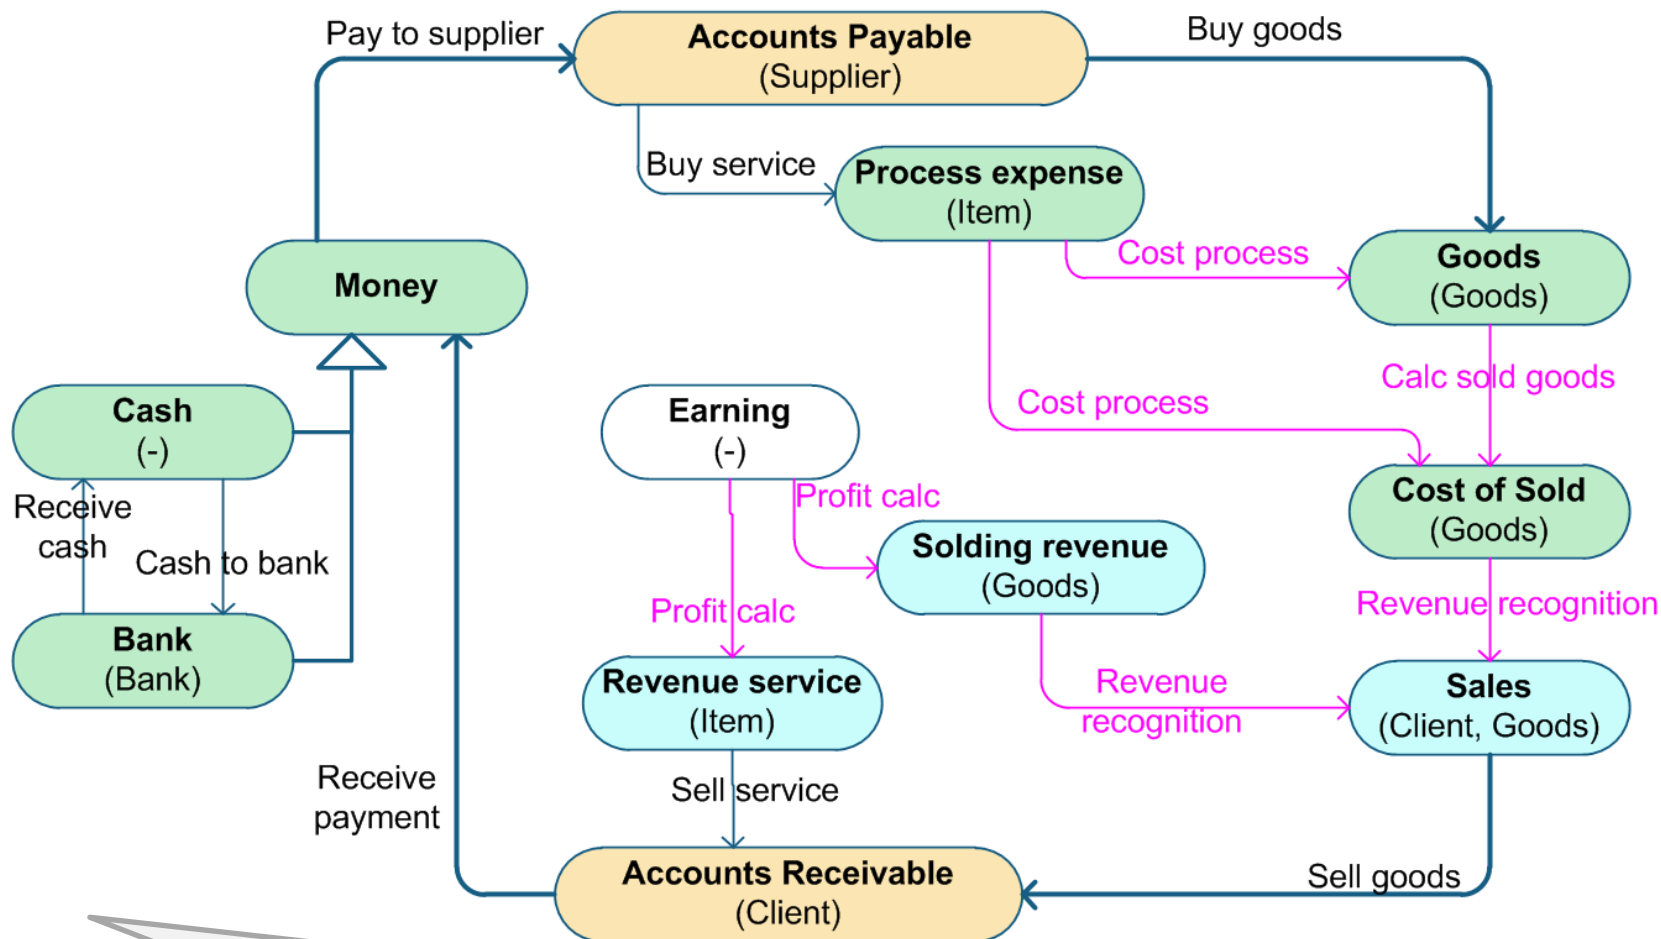 Pay to supplier
Accounts Payable
(Supplier)
Buy goods
Buy service
Process expense
(Item)
Cost process
Goods
(Goods)
Money
Calc sold goods
Cost process
Cash
(-)
Earning
(-)
Receive
cash
Cash to bank
Profit calc
Cost of Sold
(Goods)
Solding revenue
(Goods)
Profit calc
Revenue recognition
Bank
(Bank)
Revenue service
(Item)
Revenue
recognition
Sales
(Client, Goods)
Receive
payment
Sell service
Accounts Receivable
(Client)
Sell goods